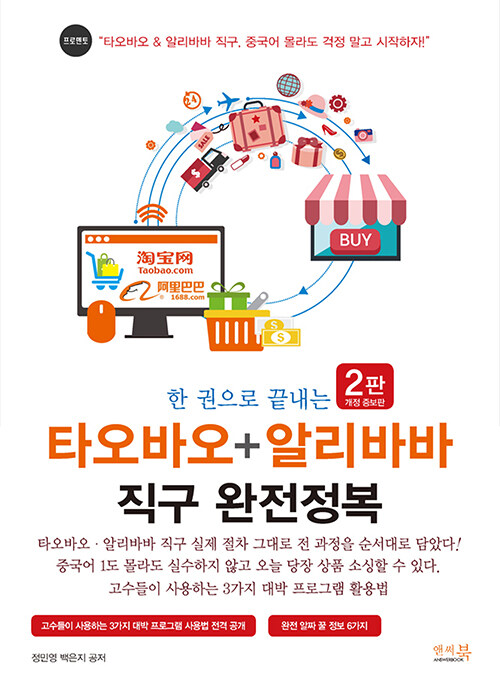 프로멘토
"타오바오 & 알리바바 직구, 중국어 몰라도 걱정 말고 시작하자!"
24
SALE
$
淘宝网
Taobao.com
阿里巴巴
1688.com
BUY
$
$
한 권으로 끝내는
2판
개정 증보판
타오바오+알리바바
직구 완전정복
타오바오·알리바바 직구 실제 절차 그대로 전 과정을 순서대로 담았다!
중국어 1도 몰라도 실수하지 않고 오늘 당장 상품 소싱할 수 있다.
고수들이 사용하는 3가지 대박 프로그램 활용법
고수들이 사용하는 3가지 대박 프로그램 사용법 전격 공개
완전 알짜 꿀 정보 6가지
정민영 백은지 공저
앤써북
ANSWERBOOK